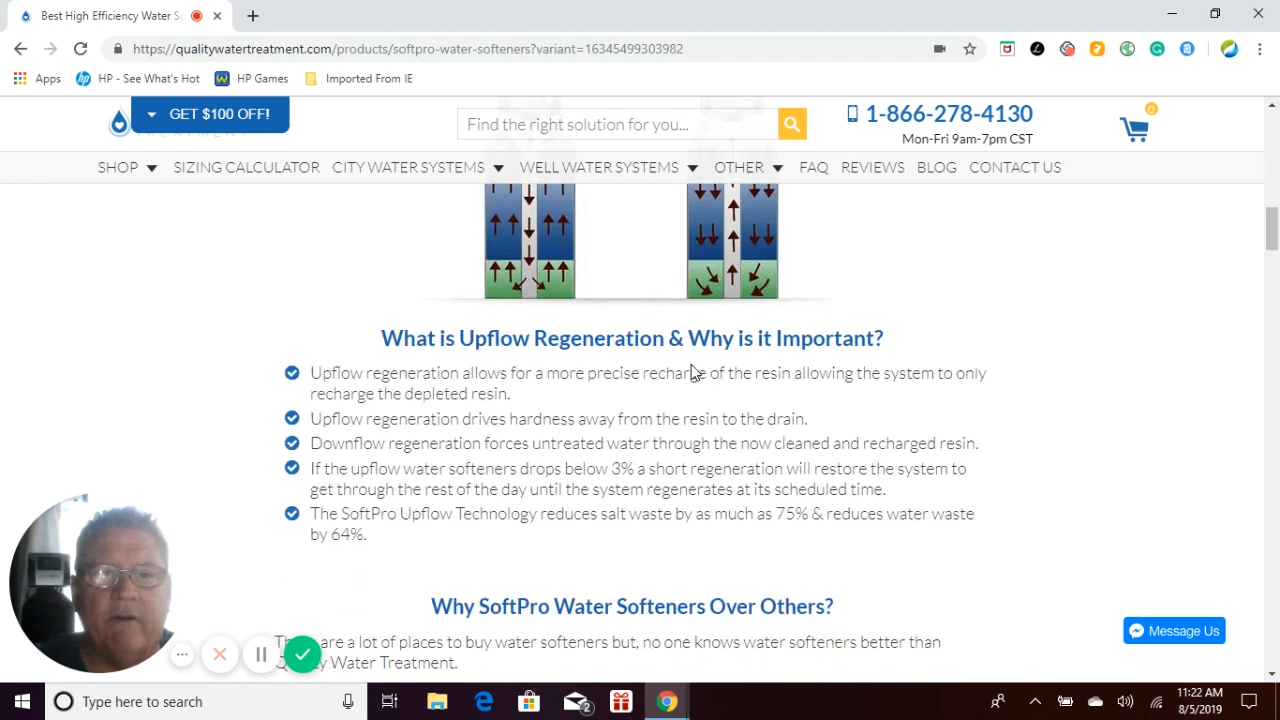 Best High Efficiency Water So
https://qualitywatertreatment.com/products/softpro-water-softeners?variant=16345499303982
Apps
HP - See What's Hot
HP Games
Imported From IE
GET $100 OFF!
Find the right solution for you...
1-866-278-4130
0
Mon-Fri 9am-7pm CST
SHOP
SIZING CALCULATOR
CITY WATER SYSTEMS
WELL WATER SYSTEMS
OTHER
FAQ
REVIEWS
BLOG
CONTACT US
What is Upflow Regeneration & Why is it Important?
Upflow regeneration allows for a more precise recharge of the resin allowing the system to only
recharge the depleted resin.
Upflow regeneration drives hardness away from the resin to the drain.
Downflow regeneration forces untreated water through the now cleaned and recharged resin.
If the upflow water softeners drops below 3% a short regeneration will restore the system to
get through the rest of the day until the system regenerates at its scheduled time.
The SoftPro Upflow Technology reduces salt waste by as much as 75% & reduces water waste
by 64%.
Why SoftPro Water Softeners Over Others?
There are a lot of places to buy water softeners but, no one knows water softeners better than
Quality Water Treatment.
Message Us
Type here to search
2
11:22 AM
8/5/2019